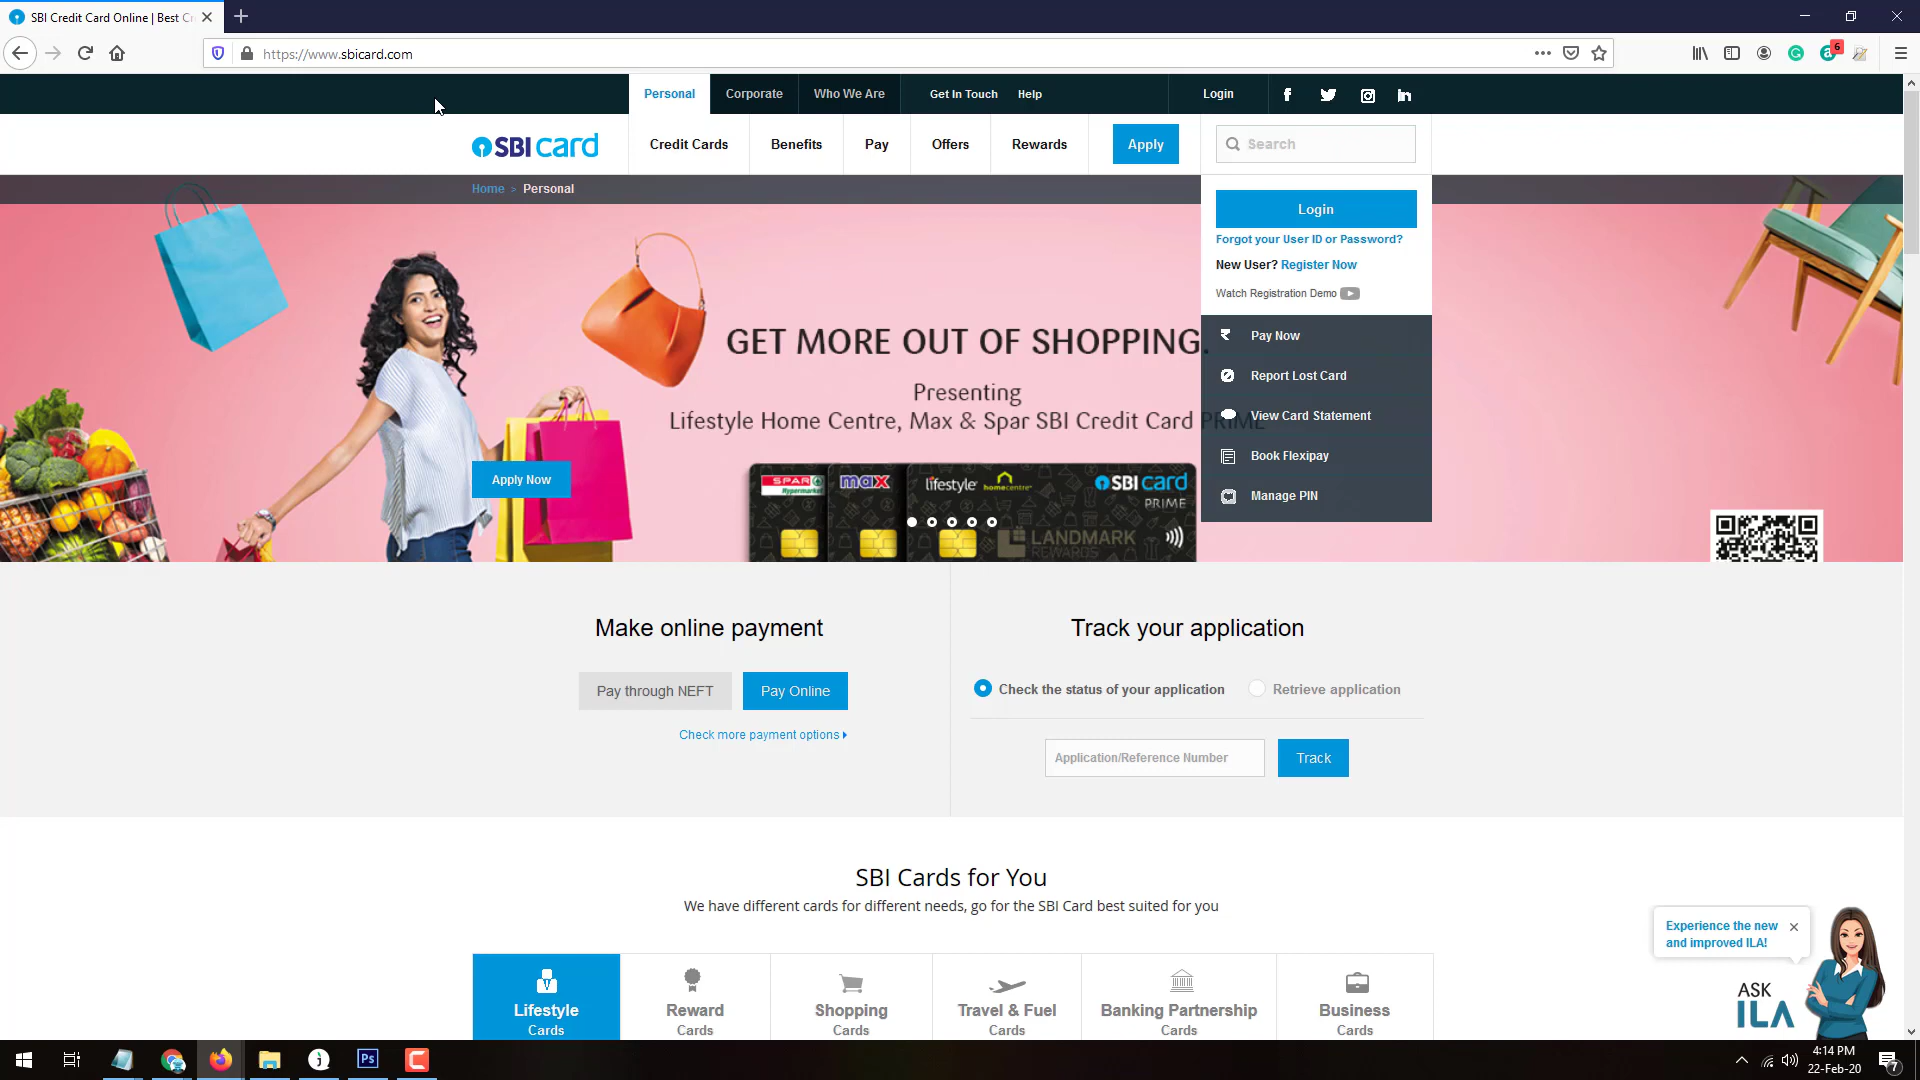 SBI Credit Card Online | Best Cr
https://www.sbicard.com
6
Personal
Corporate
Who We Are
Get In Touch
Help
Login
SBI card
Credit Cards
Benefits
Pay
Offers
Rewards
Apply
Search
Home > Personal
Login
Forgot your User ID or Password?
New User? Register Now
Watch Registration Demo
Pay Now
Report Lost Card
View Card Statement
Book Flexipay
Manage PIN
GET MORE OUT OF SHOPPING.
Presenting
Lifestyle Home Centre, Max & Spar SBI Credit Card PRIME
Apply Now
SPAR
Hypermarket
max
lifestyle
homecentre
SBI card
PRIME
LANDMARK
REWARDS
Make online payment
Pay through NEFT
Pay Online
Check more payment options
Track your application
Check the status of your application
Retrieve application
Application/Reference Number
Track
SBI Cards for You
We have different cards for different needs, go for the SBI Card best suited for you
Lifestyle
Cards
Reward
Cards
Shopping
Cards
Travel & Fuel
Cards
Banking Partnership
Cards
Business
Cards
Experience the new
and improved ILA!
ASK
ILA
Ps
4:14 PM
22-Feb-20
7